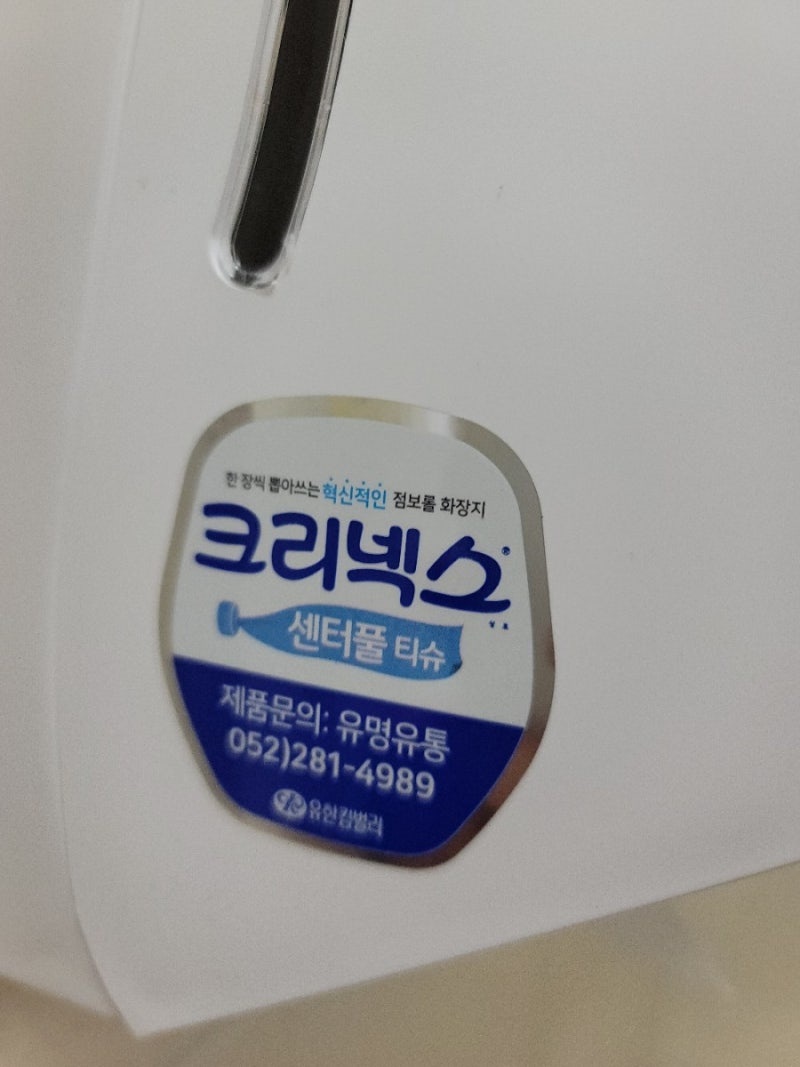 한 장씩 뽑아쓰는 혁신적인 점보롤 화장지
크리넥스®
센터풀 티슈
제품문의: 유명유통
052)281-4989
유한킴벌리